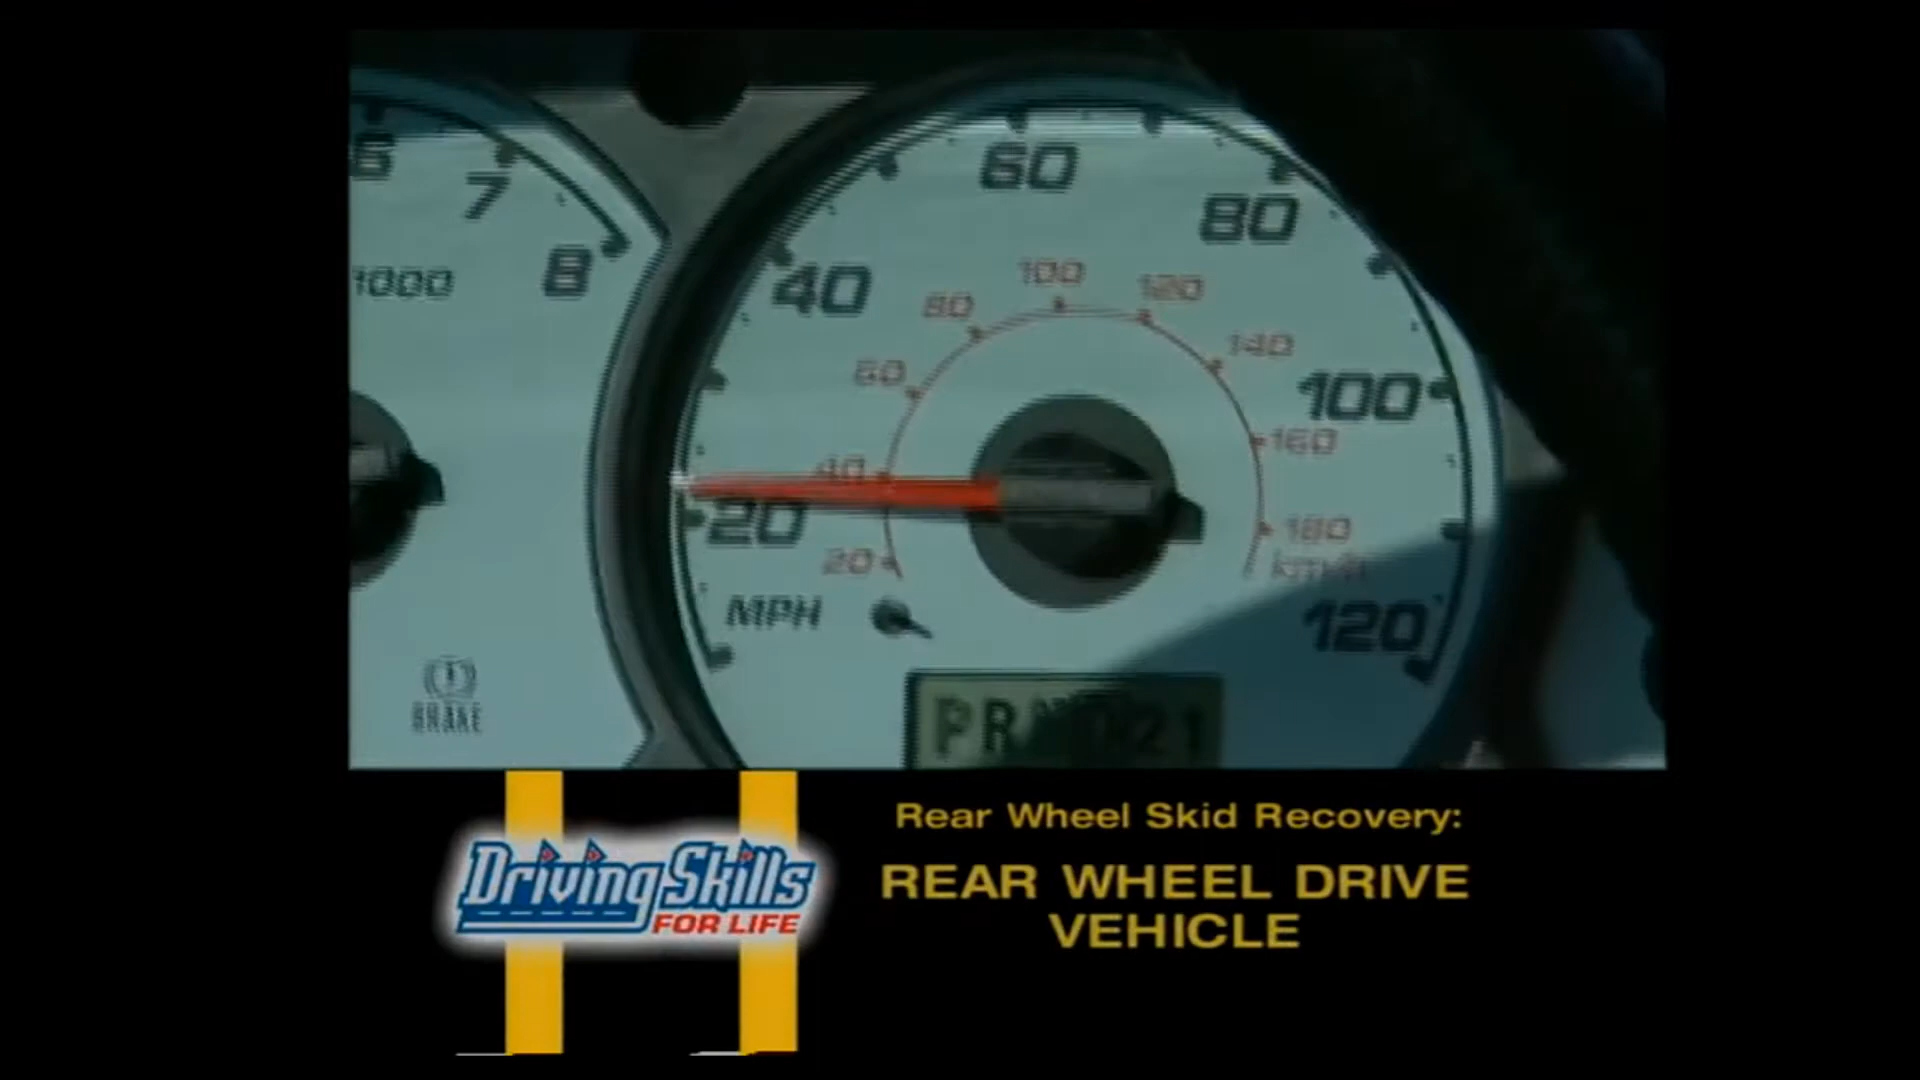 6
7
8
1000
BRAKE
20
40
60
80
100
120
MPH
20
40
60
80
100
120
140
160
180
km/h
Driving Skills
FOR LIFE
Rear Wheel Skid Recovery:
REAR WHEEL DRIVE
VEHICLE